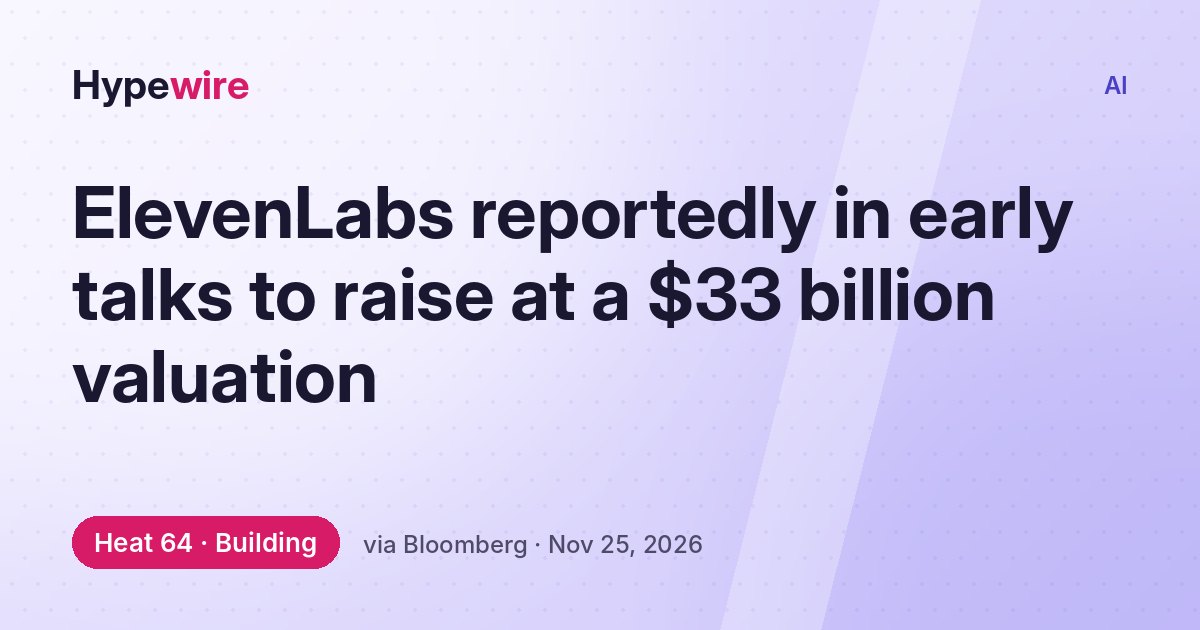 Hypewire
AI
ElevenLabs reportedly in early
talks to raise at a $33 billion
valuation
Heat 64 · Building
via Bloomberg · Nov 25, 2026